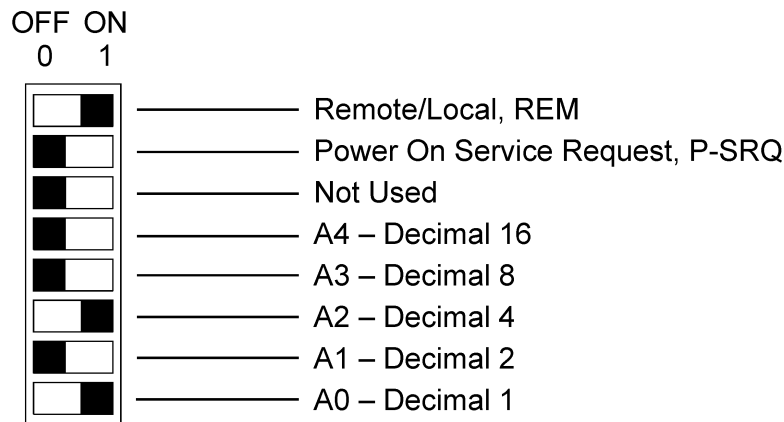 OFF ON
0 1
Remote/Local, REM
Power On Service Request, P-SRQ
Not Used
A4 – Decimal 16
A3 – Decimal 8
A2 – Decimal 4
A1 – Decimal 2
A0 – Decimal 1